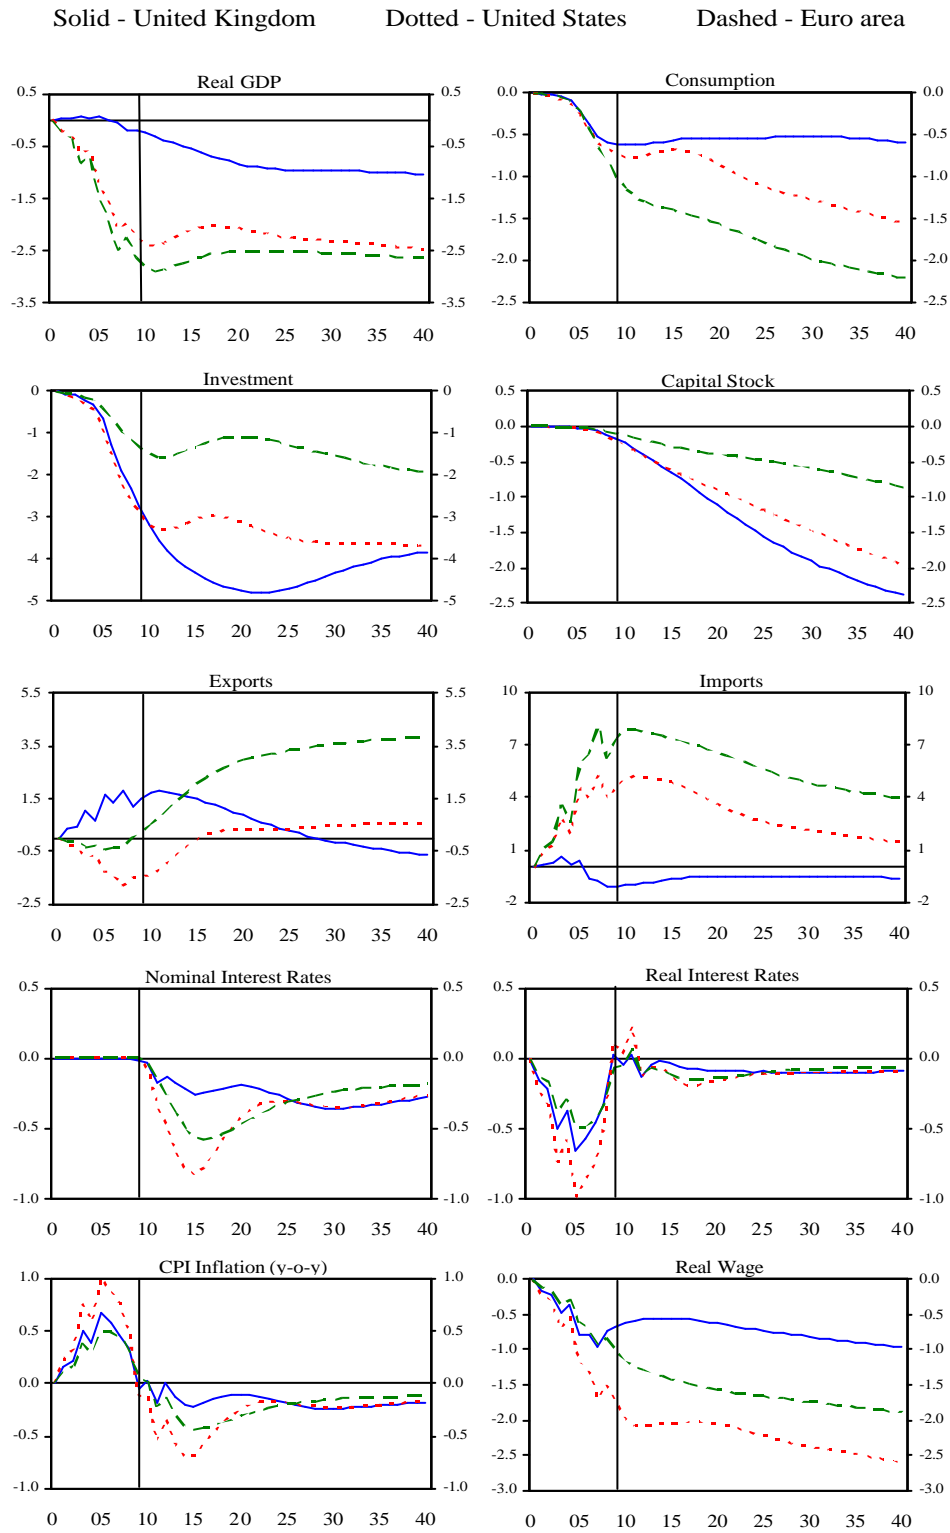 Solid - United Kingdom Dotted - United States Dashed - Euro area
Real GDP
0.5 0.5
-0.5 -0.5
-1.5 -1.5
-2.5 -2.5
-3.5 -3.5
0 05 10 15 20 25 30 35 40
Consumption
0.0 0.0
-0.5 -0.5
-1.0 -1.0
-1.5 -1.5
-2.0 -2.0
-2.5 -2.5
0 05 10 15 20 25 30 35 40
Investment
0 0
-1 -1
-2 -2
-3 -3
-4 -4
-5 -5
0 05 10 15 20 25 30 35 40
Capital Stock
0.5 0.5
0.0 0.0
-0.5 -0.5
-1.0 -1.0
-1.5 -1.5
-2.0 -2.0
-2.5 -2.5
0 05 10 15 20 25 30 35 40
Exports
5.5 5.5
3.5 3.5
1.5 1.5
-0.5 -0.5
-2.5 -2.5
0 05 10 15 20 25 30 35 40
Imports
10 10
7 7
4 4
1 1
-2 -2
0 05 10 15 20 25 30 35 40
Nominal Interest Rates
0.5 0.5
0.0 0.0
-0.5 -0.5
-1.0 -1.0
0 05 10 15 20 25 30 35 40
Real Interest Rates
0.5 0.5
0.0 0.0
-0.5 -0.5
-1.0 -1.0
0 05 10 15 20 25 30 35 40
CPI Inflation (y-o-y)
1.0 1.0
0.5 0.5
0.0 0.0
-0.5 -0.5
-1.0 -1.0
0 05 10 15 20 25 30 35 40
Real Wage
0.0 0.0
-0.5 -0.5
-1.0 -1.0
-1.5 -1.5
-2.0 -2.0
-2.5 -2.5
-3.0 -3.0
0 05 10 15 20 25 30 35 40